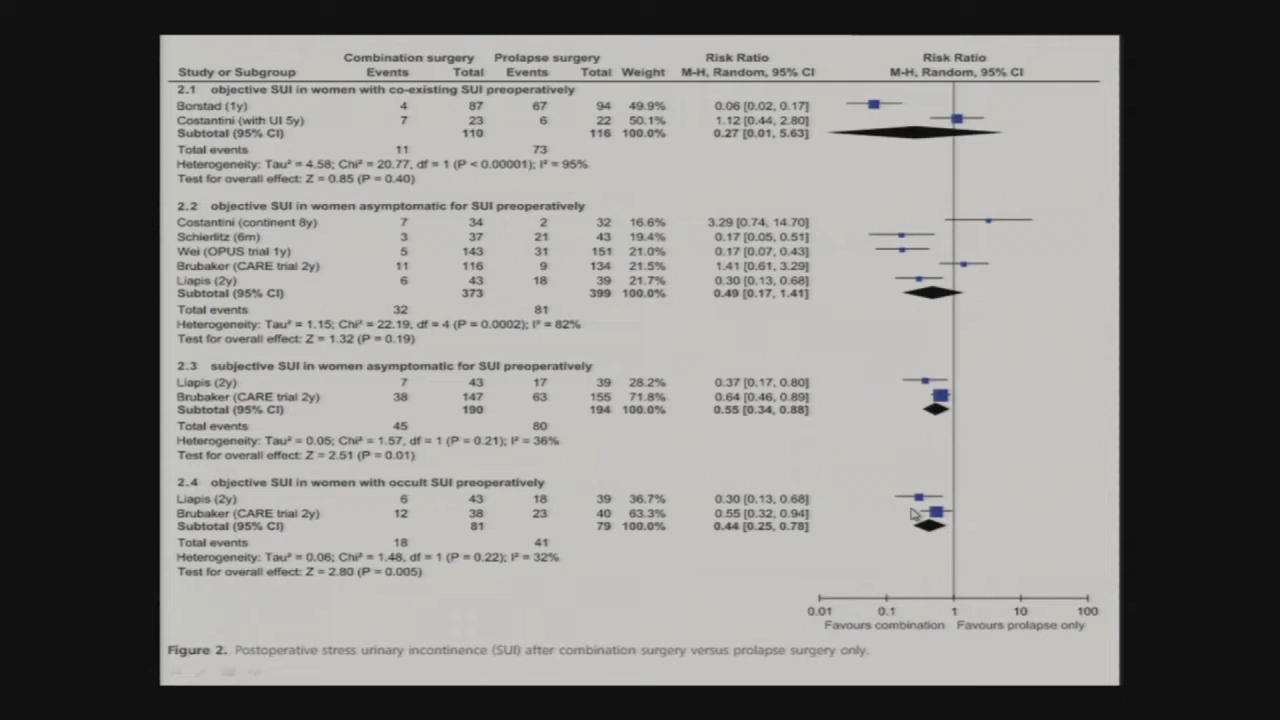 Combination surgery Prolapse surgery Risk Ratio Risk Ratio
Study or Subgroup Events Total Events Total Weight M-H, Random, 95% CI M-H, Random, 95% CI
2.1 objective SUI in women with co-existing SUI preoperatively
Borstad (1y) 4 87 67 94 49.9% 0.06 [0.02, 0.17]
Costantini (with UI 5y) 7 23 6 22 50.1% 1.12 [0.44, 2.80]
Subtotal (95% CI) 110 116 100.0% 0.27 [0.01, 5.63]
Total events 11 73
Heterogeneity: Tau² = 4.58; Chi² = 20.77, df = 1 (P < 0.00001); I² = 95%
Test for overall effect: Z = 0.85 (P = 0.40)
2.2 objective SUI in women asymptomatic for SUI preoperatively
Costantini (continent 8y) 7 34 2 32 16.6% 3.29 [0.74, 14.70]
Schierlitz (6m) 3 37 21 43 19.4% 0.17 [0.05, 0.51]
Wei (OPUS trial 1y) 5 143 31 151 21.0% 0.17 [0.07, 0.43]
Brubaker (CARE trial 2y) 11 116 9 134 21.5% 1.41 [0.61, 3.29]
Liapis (2y) 6 43 18 39 21.7% 0.30 [0.13, 0.68]
Subtotal (95% CI) 373 399 100.0% 0.49 [0.17, 1.41]
Total events 32 81
Heterogeneity: Tau² = 1.15; Chi² = 22.19, df = 4 (P = 0.0002); I² = 82%
Test for overall effect: Z = 1.32 (P = 0.19)
2.3 subjective SUI in women asymptomatic for SUI preoperatively
Liapis (2y) 7 43 17 39 28.2% 0.37 [0.17, 0.80]
Brubaker (CARE trial 2y) 38 147 63 155 71.8% 0.64 [0.46, 0.89]
Subtotal (95% CI) 190 194 100.0% 0.55 [0.34, 0.88]
Total events 45 80
Heterogeneity: Tau² = 0.05; Chi² = 1.57, df = 1 (P = 0.21); I² = 36%
Test for overall effect: Z = 2.51 (P = 0.01)
2.4 objective SUI in women with occult SUI preoperatively
Liapis (2y) 6 43 18 39 36.7% 0.30 [0.13, 0.68]
Brubaker (CARE trial 2y) 12 38 23 40 63.3% 0.55 [0.32, 0.94]
Subtotal (95% CI) 81 79 100.0% 0.44 [0.25, 0.78]
Total events 18 41
Heterogeneity: Tau² = 0.06; Chi² = 1.48, df = 1 (P = 0.22); I² = 32%
Test for overall effect: Z = 2.80 (P = 0.005)
0.01 0.1 1 10 100
Favours combination Favours prolapse only
Figure 2. Postoperative stress urinary incontinence (SUI) after combination surgery versus prolapse surgery only.